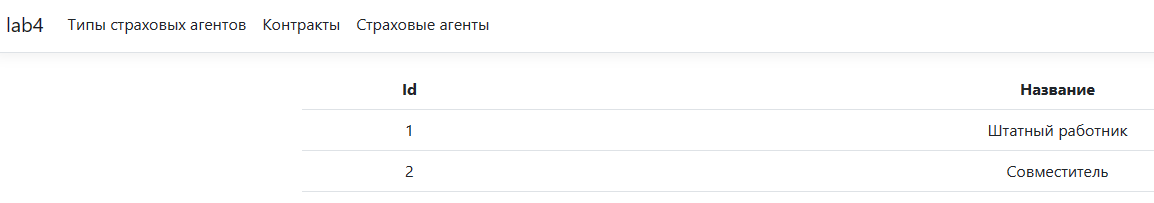 lab4 Типы страховых агентов Контракты Страховые агенты
Id Название
1 Штатный работник
2 Совместитель